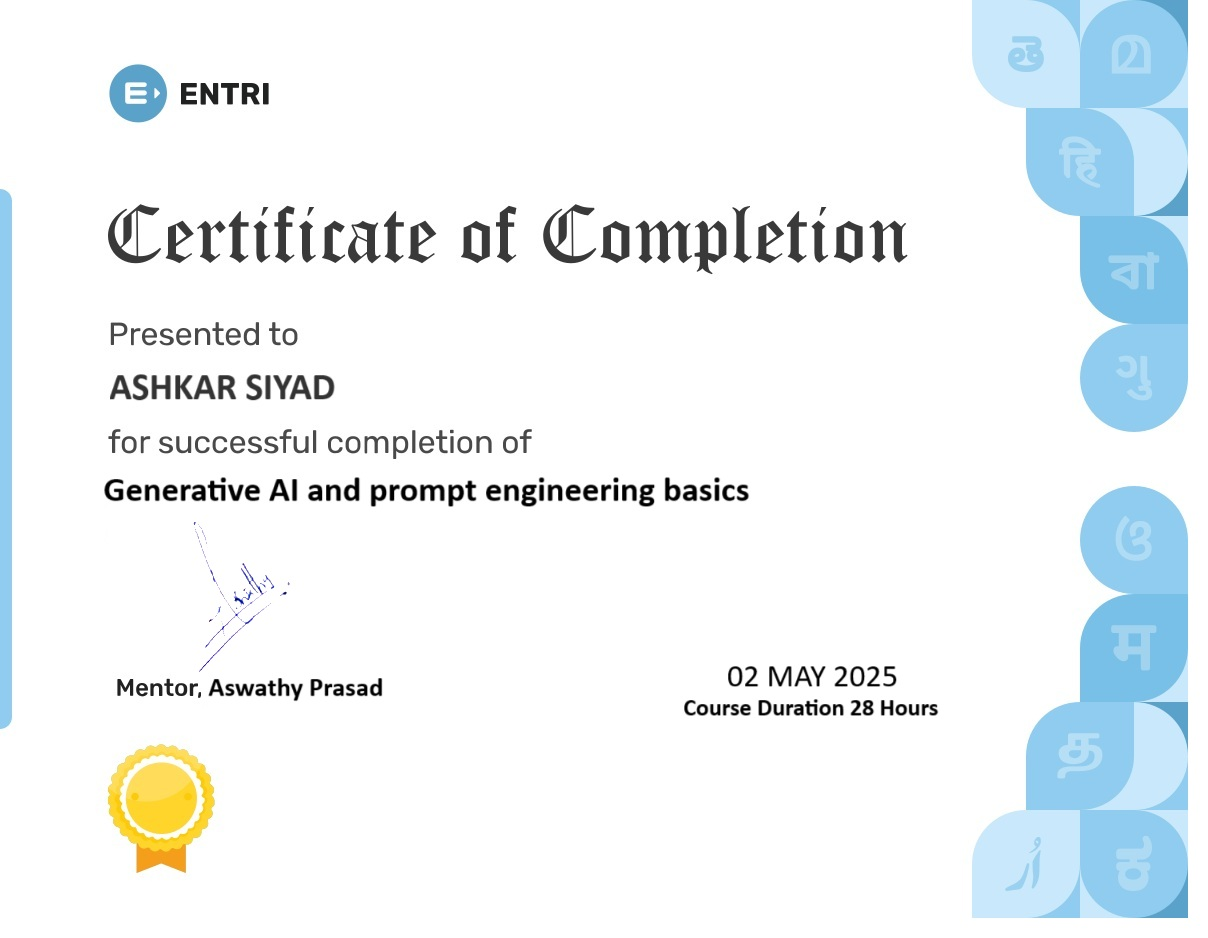 ENTRI
Certificate of Completion
Presented to
ASHKAR SIYAD
for successful completion of
Generative AI and prompt engineering basics
Mentor, Aswathy Prasad
02 MAY 2025
Course Duration 28 Hours
తె
മ
हि
বা
கு
ও
म
த
ಕ